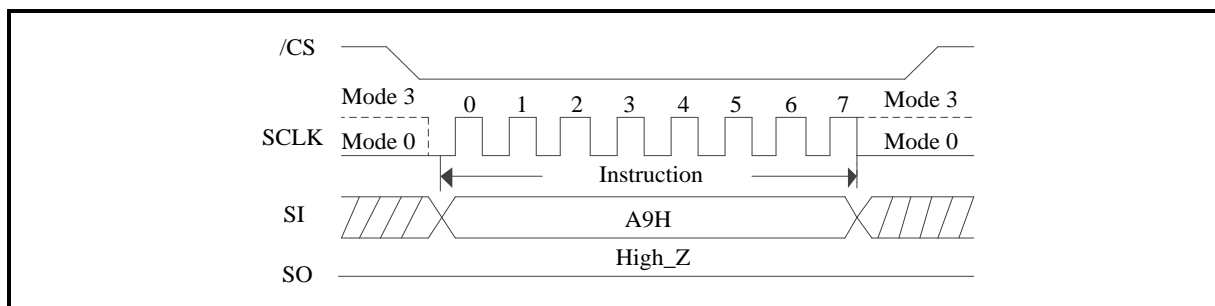 /CS
Mode 3 0 1 2 3 4 5 6 7 Mode 3
SCLK Mode 0 Mode 0
Instruction
SI A9H
High_Z
SO